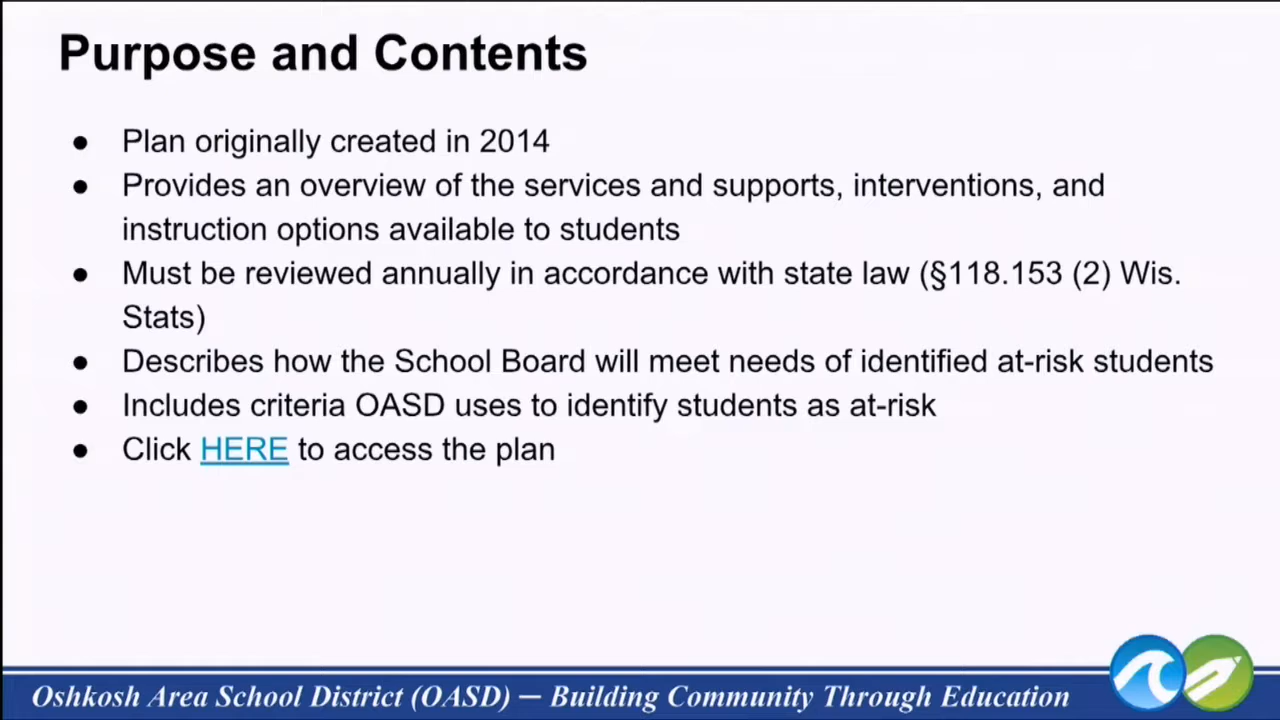 Purpose and Contents
● Plan originally created in 2014
● Provides an overview of the services and supports, interventions, and
instruction options available to students
● Must be reviewed annually in accordance with state law (§118.153 (2) Wis.
Stats)
● Describes how the School Board will meet needs of identified at-risk students
● Includes criteria OASD uses to identify students as at-risk
● Click HERE to access the plan
Oshkosh Area School District (OASD) — Building Community Through Education